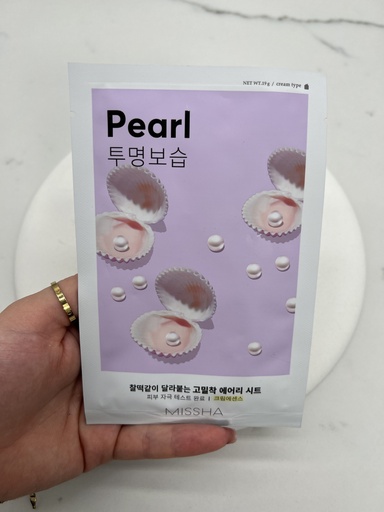 NET WT.19g / cream type
Pearl
투명보습
찰떡같이 달라붙는 고밀착 에어리 시트
피부 자극 테스트 완료 I 크림에센스
MISSHA